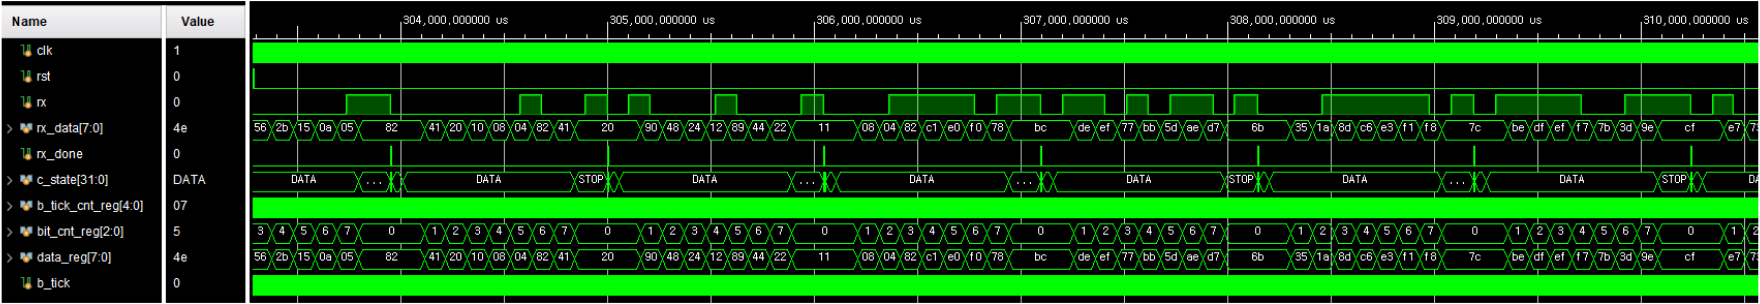 Name Value 304,000.000000 us 305,000.000000 us 306,000.000000 us 307,000.000000 us 308,000.000000 us 309,000.000000 us 310,000.000000 us
clk 1
rst 0
rx 0
rx_data[7:0] 4e 56 2b 15 0a 05 82 41 20 10 08 04 82 41 20 90 48 24 12 89 44 22 11 08 04 82 c1 e0 f0 78 bc de ef 77 bb 5d ae d7 6b 35 1a 8d c6 e3 f1 f8 7c be df ef f7 7b 3d 9e cf e7
rx_done 0
c_state[31:0] DATA DATA ... DATA STOP DATA ... DATA ... DATA STOP DATA ... DATA STOP
b_tick_cnt_reg[4:0] 07
bit_cnt_reg[2:0] 5 3 4 5 6 7 0 1 2 3 4 5 6 7 0 1 2 3 4 5 6 7 0 1 2 3 4 5 6 7 0 1 2 3 4 5 6 7 0 1 2 3 4 5 6 7 0 1 2 3 4 5 6 7 0 1 2
data_reg[7:0] 4e 56 2b 15 0a 05 82 41 20 10 08 04 82 41 20 90 48 24 12 89 44 22 11 08 04 82 c1 e0 f0 78 bc de ef 77 bb 5d ae d7 6b 35 1a 8d c6 e3 f1 f8 7c be df ef f7 7b 3d 9e cf e7
b_tick 0